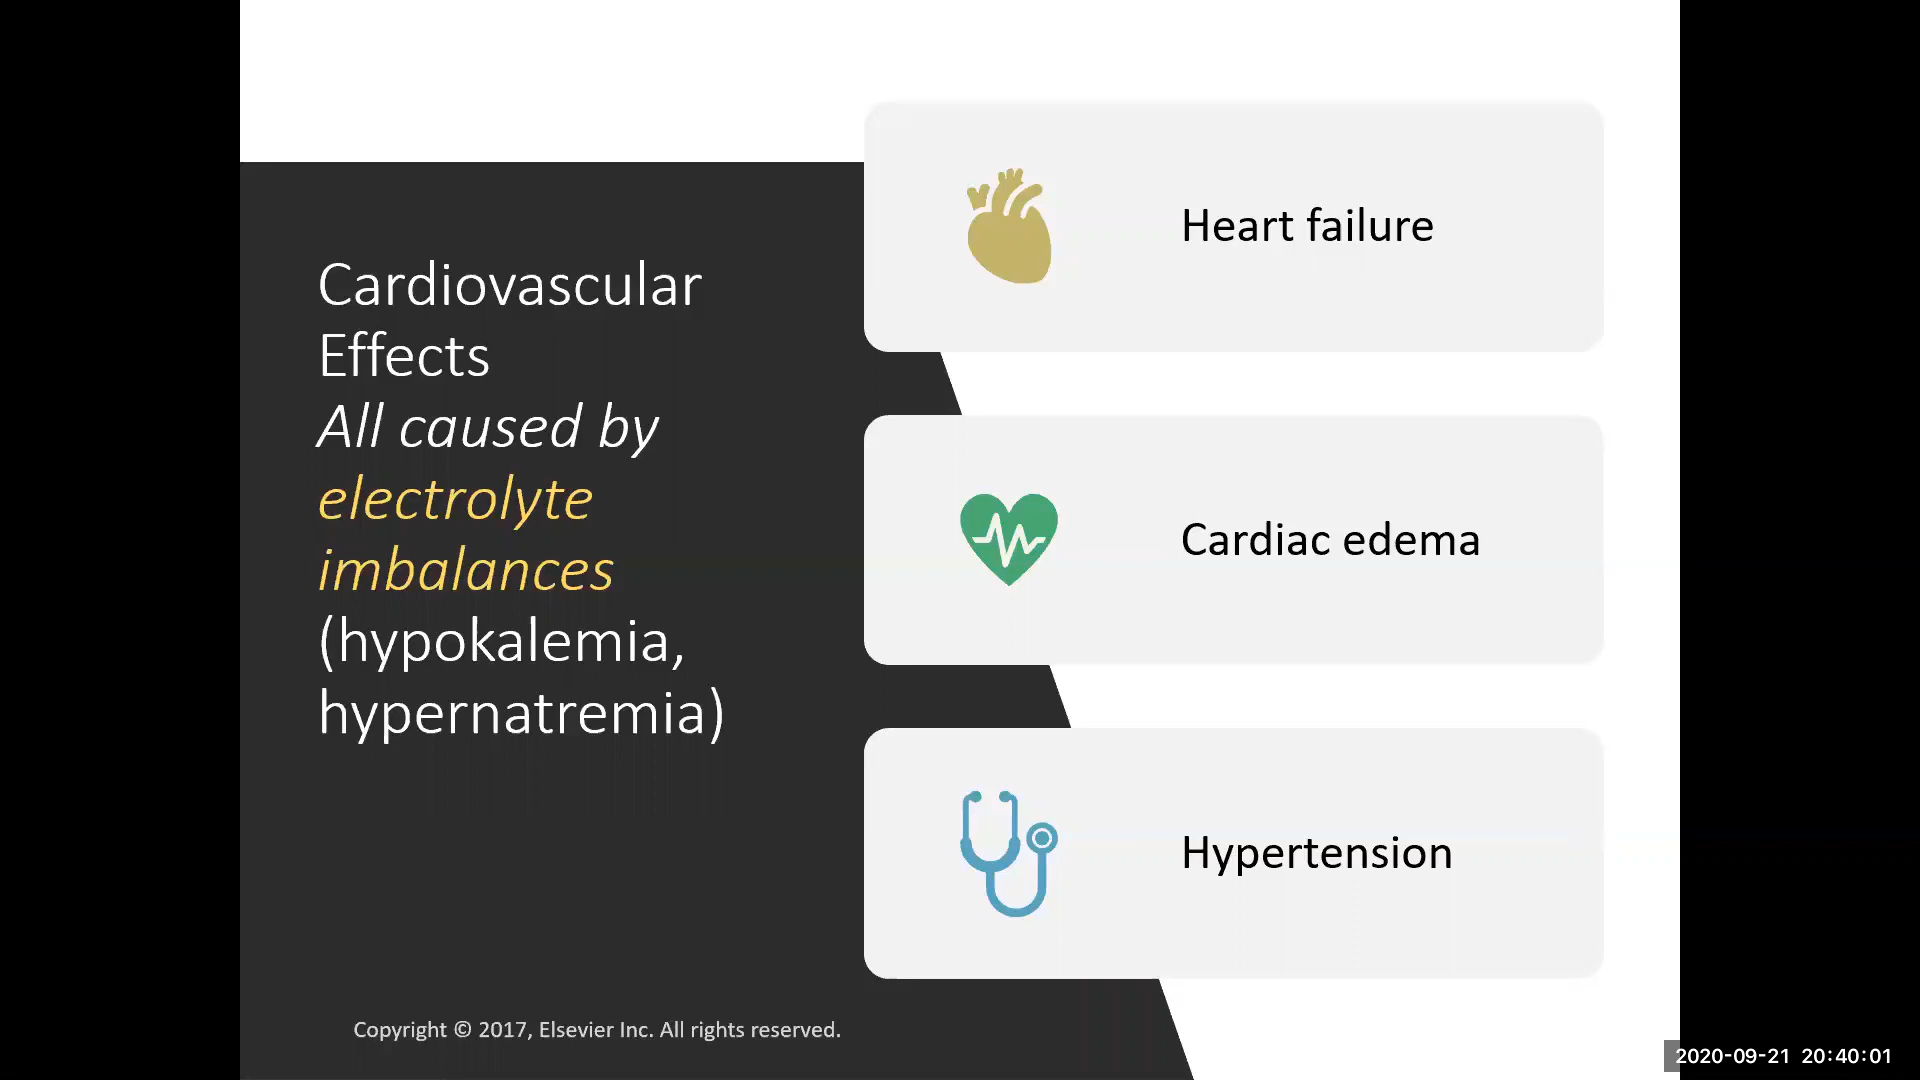 Cardiovascular
Effects
All caused by
electrolyte
imbalances
(hypokalemia,
hypernatremia)
Heart failure
Cardiac edema
Hypertension
Copyright © 2017, Elsevier Inc. All rights reserved.
2020-09-21 20:40:01